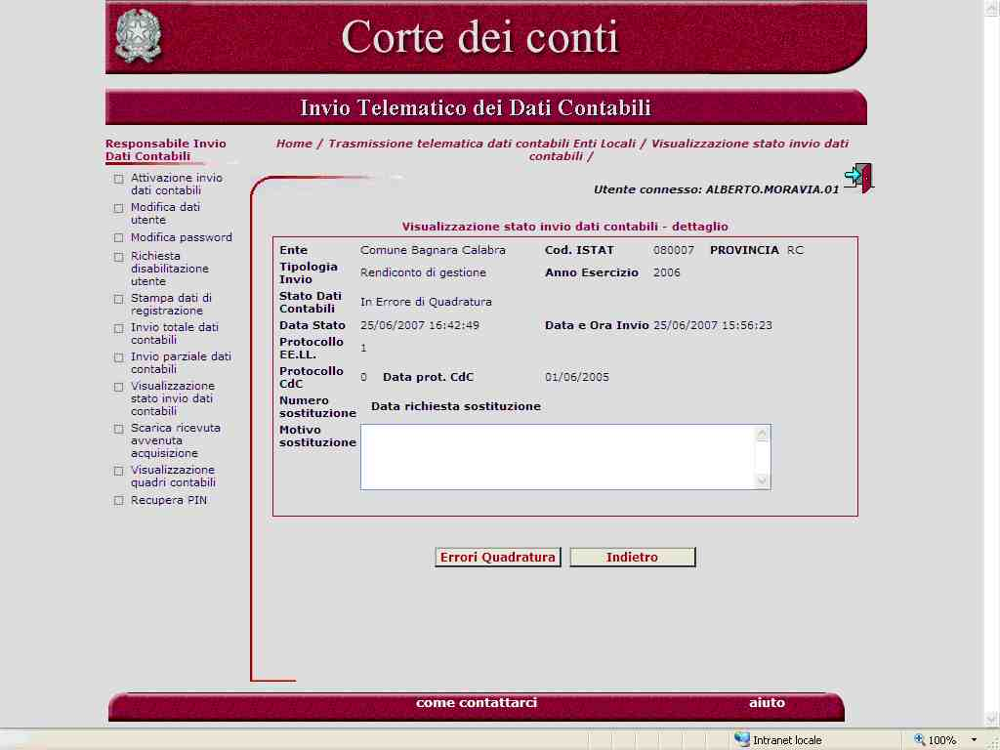 Corte dei conti
Invio Telematico dei Dati Contabili
Responsabile Invio
Dati Contabili
Attivazione invio
dati contabili
Modifica dati
utente
Modifica password
Richiesta
disabilitazione
utente
Stampa dati di
registrazione
Invio totale dati
contabili
Invio parziale dati
contabili
Visualizzazione
stato invio dati
contabili
Scarica ricevuta
avvenuta
acquisizione
Visualizzazione
quadri contabili
Recupera PIN
Home / Trasmissione telematica dati contabili Enti Locali / Visualizzazione stato invio dati
contabili /
Utente connesso: ALBERTO.MORAVIA.01
Visualizzazione stato invio dati contabili - dettaglio
Ente Comune Bagnara Calabra Cod. ISTAT 080007 PROVINCIA RC
Tipologia
Invio Rendiconto di gestione Anno Esercizio 2006
Stato Dati
Contabili In Errore di Quadratura
Data Stato 25/06/2007 16:42:49 Data e Ora Invio 25/06/2007 15:56:23
Protocollo
EE.LL. 1
Protocollo
CdC 0 Data prot. CdC 01/06/2005
Numero
sostituzione Data richiesta sostituzione
Motivo
sostituzione
Errori Quadratura Indietro
come contattarci aiuto
Intranet locale 100%